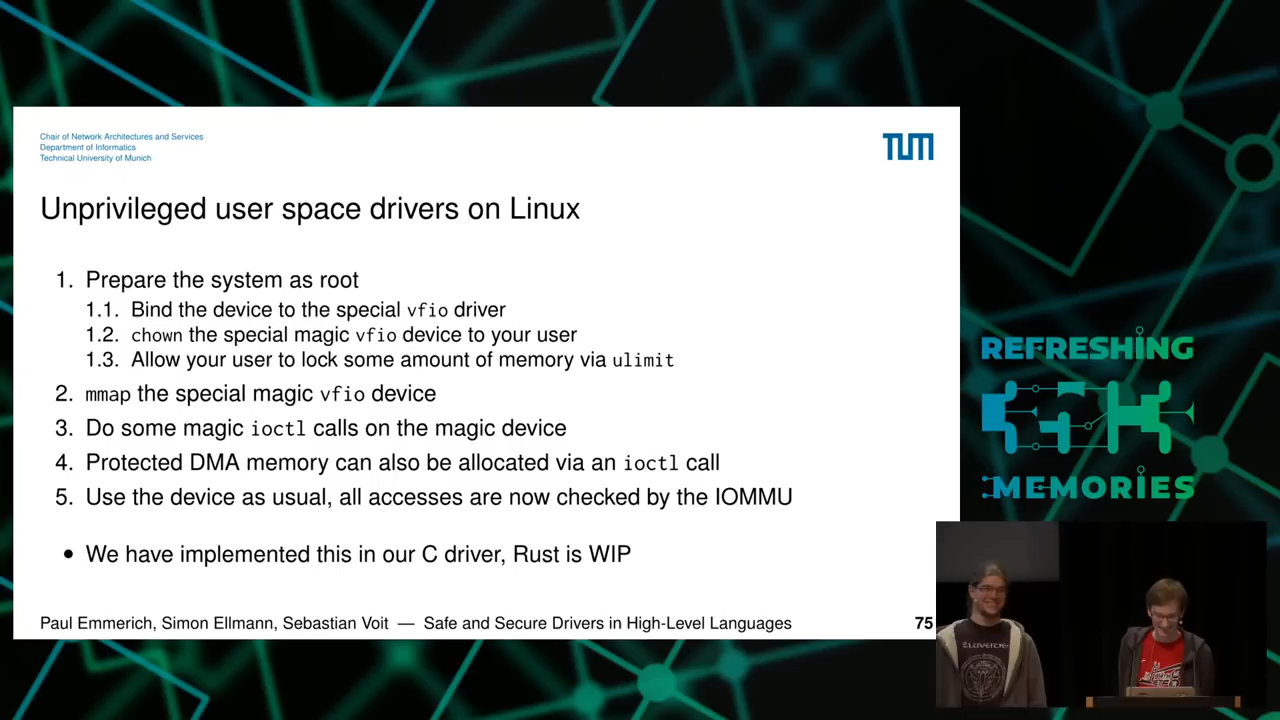 Chair of Network Architectures and Services
Department of Informatics
Technical University of Munich
TUM
Unprivileged user space drivers on Linux
1. Prepare the system as root
1.1. Bind the device to the special vfio driver
1.2. chown the special magic vfio device to your user
1.3. Allow your user to lock some amount of memory via ulimit
2. mmap the special magic vfio device
3. Do some magic ioctl calls on the magic device
4. Protected DMA memory can also be allocated via an ioctl call
5. Use the device as usual, all accesses are now checked by the IOMMU
• We have implemented this in our C driver, Rust is WIP
Paul Emmerich, Simon Ellmann, Sebastian Voit — Safe and Secure Drivers in High-Level Languages
75
REFRESHING
MEMORIES